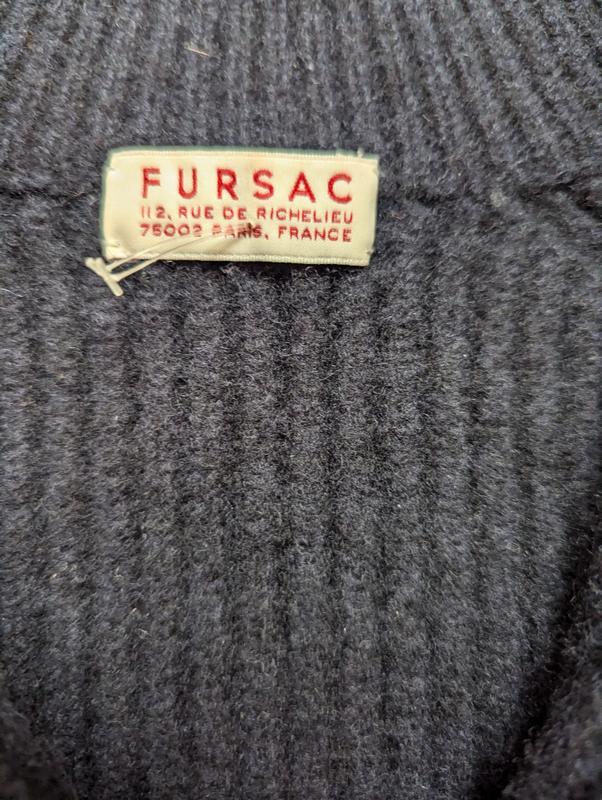 FURSAC
112, RUE DE RICHELIEU
75002 PARIS, FRANCE